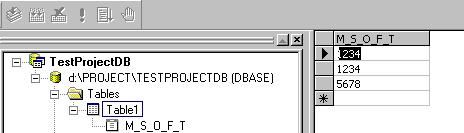 TestProjectDB
d:\PROJECT\TESTPROJECTDB (DBASE)
Tables
Table1
M_S_O_F_T
M_S_O_F_T
1234
1234
5678